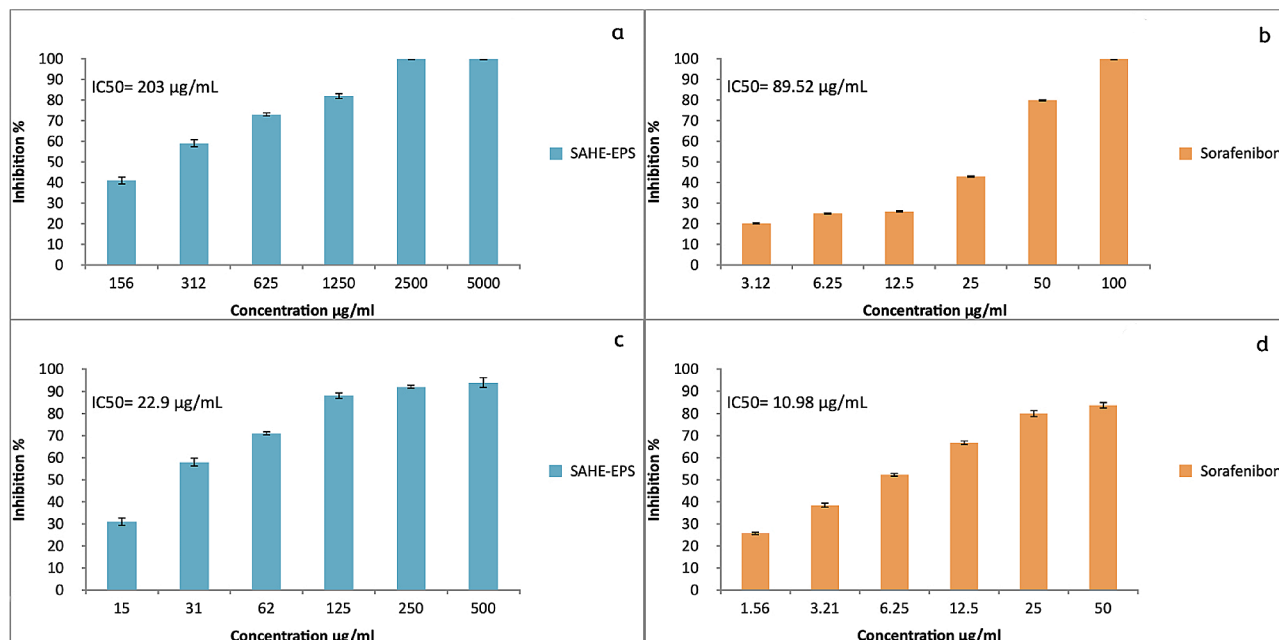 a
100
90
80
70
60
50
40
30
20
10
0
Inhibition %
IC50= 203 µg/mL
156 312 625 1250 2500 5000
Concentration µg/ml
SAHE-EPS
b
100
90
80
70
60
50
40
30
20
10
0
Inhibition %
IC50= 89.52 µg/mL
3.12 6.25 12.5 25 50 100
Concentration µg/ml
Sorafenibon
c
100
90
80
70
60
50
40
30
20
10
0
Inhibition %
IC50= 22.9 µg/mL
15 31 62 125 250 500
Concentration µg/ml
SAHE-EPS
d
100
90
80
70
60
50
40
30
20
10
0
Inhibition %
IC50= 10.98 µg/mL
1.56 3.21 6.25 12.5 25 50
Concentration µg/ml
Sorafenibon